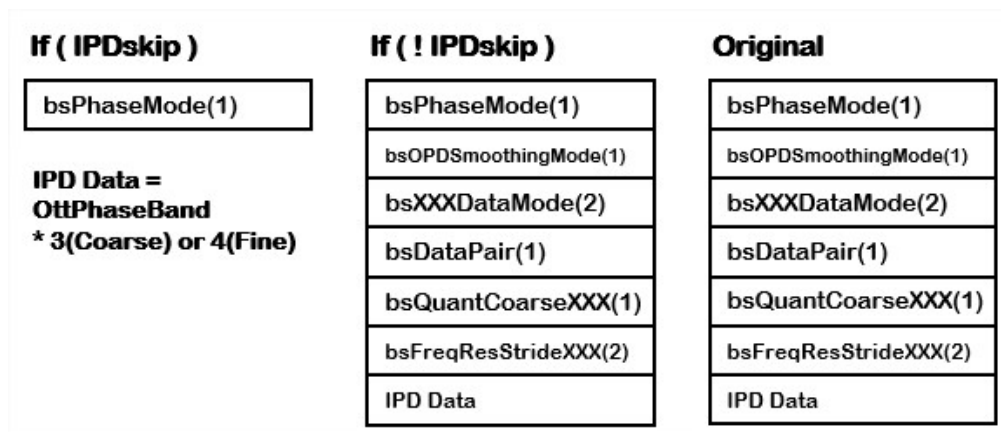 If ( IPDskip )
bsPhaseMode(1)
IPD Data =
OttPhaseBand
* 3(Coarse) or 4(Fine)
If ( ! IPDskip )
bsPhaseMode(1)
bsOPDSmoothingMode(1)
bsXXXDataMode(2)
bsDataPair(1)
bsQuantCoarseXXX(1)
bsFreqResStrideXXX(2)
IPD Data
Original
bsPhaseMode(1)
bsOPDSmoothingMode(1)
bsXXXDataMode(2)
bsDataPair(1)
bsQuantCoarseXXX(1)
bsFreqResStrideXXX(2)
IPD Data